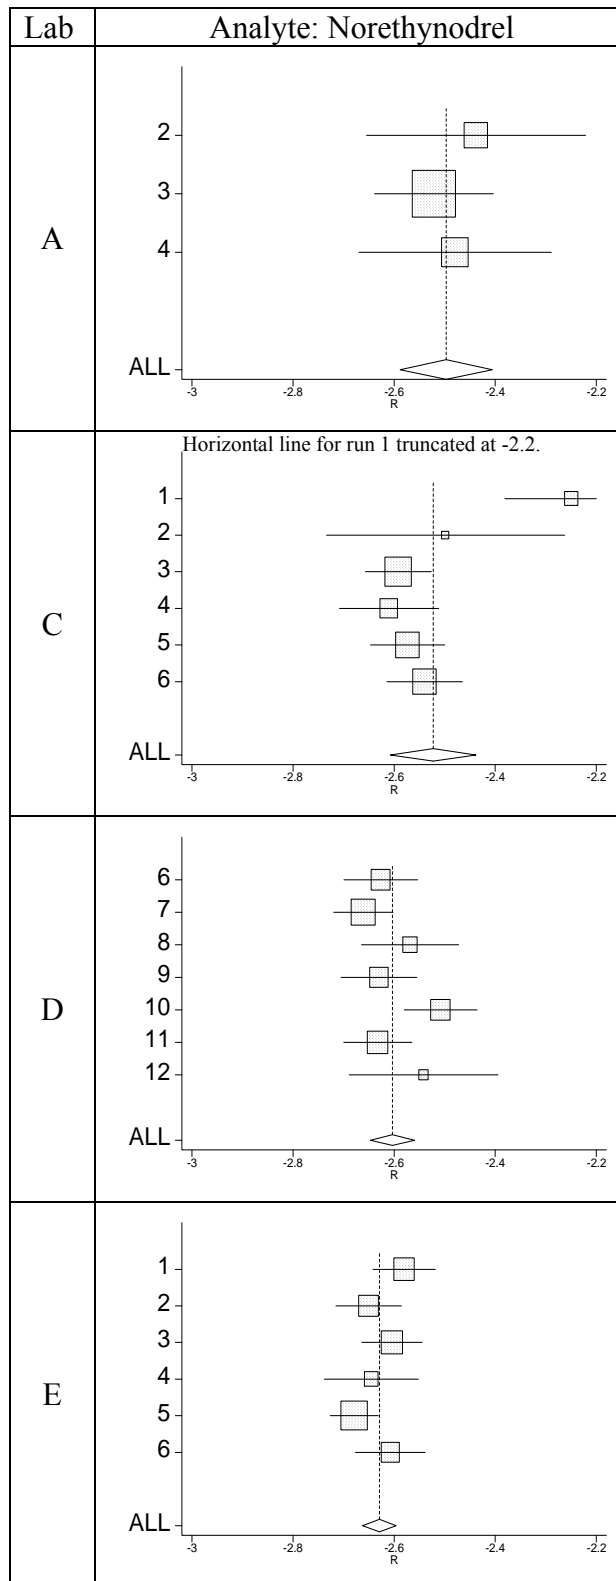 Lab Analyte: Norethynodrel
A
2
3
4
ALL
-3 -2.8 -2.6 -2.4 -2.2
R
C
Horizontal line for run 1 truncated at -2.2.
1
2
3
4
5
6
ALL
-3 -2.8 -2.6 -2.4 -2.2
R
D
6
7
8
9
10
11
12
ALL
-3 -2.8 -2.6 -2.4 -2.2
R
E
1
2
3
4
5
6
ALL
-3 -2.8 -2.6 -2.4 -2.2
R